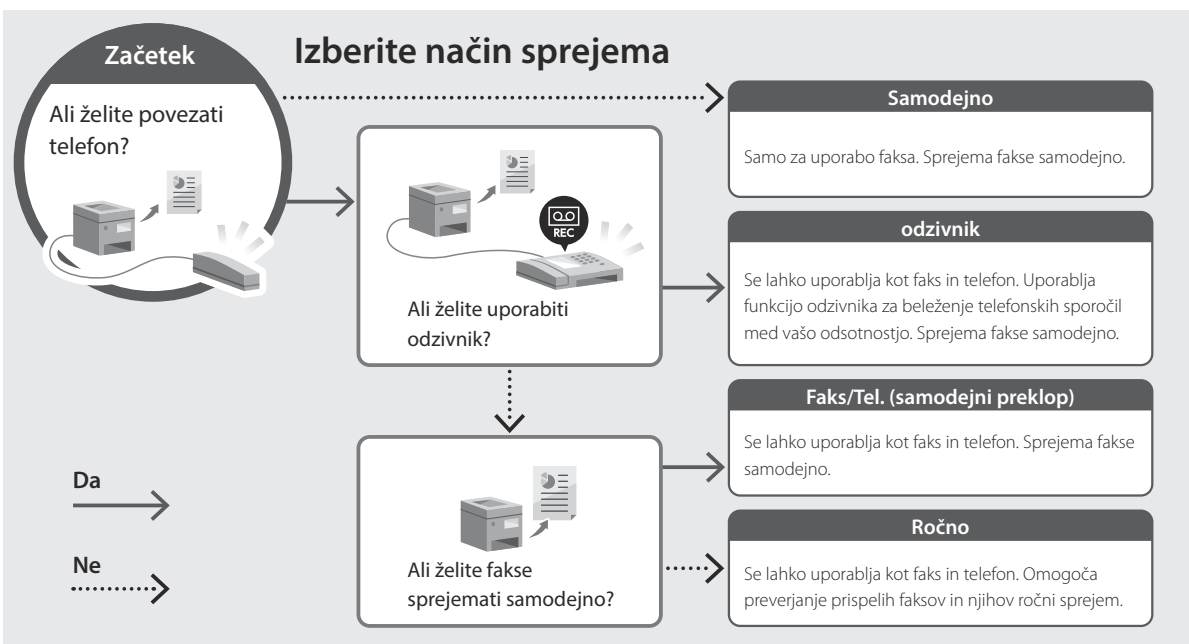 Začetek
Izberite način sprejema
Ali želite povezati
telefon?
Samodejno
Samo za uporabo faksa. Sprejema fakse samodejno.
REC
Ali želite uporabiti
odzivnik?
odzivnik
Se lahko uporablja kot faks in telefon. Uporablja
funkcijo odzivnika za beleženje telefonskih sporočil
med vašo odsotnostjo. Sprejema fakse samodejno.
Faks/Tel. (samodejni preklop)
Se lahko uporablja kot faks in telefon. Sprejema fakse
samodejno.
Da
Ne
Ali želite fakse
sprejemati samodejno?
Ročno
Se lahko uporablja kot faks in telefon. Omogoča
preverjanje prispelih faksov in njihov ročni sprejem.